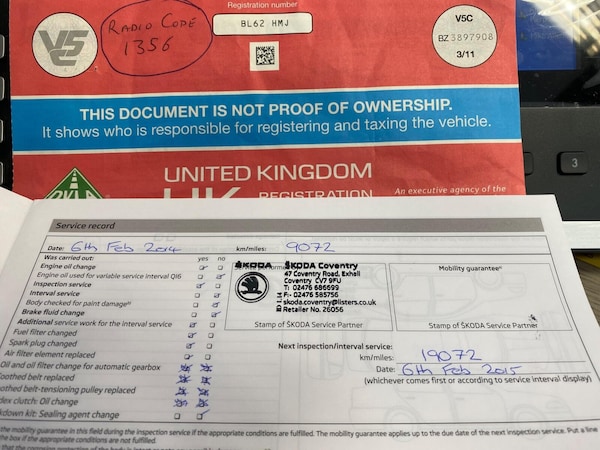 Registration number
BL62 HMJ
V5C
BZ 3897908
3/11
V5C
RADIO CODE
1356
THIS DOCUMENT IS NOT PROOF OF OWNERSHIP.
It shows who is responsible for registering and taxing the vehicle.
3
UNITED KINGDOM
An executive agency of the
UK REGISTRATION
Service record
Date: 6th Feb 2014 km/miles: 9072
Was carried out: yes no
Engine oil change
Engine oil used for variable service interval QI6
Inspection service
Interval service
Body checked for paint damage
Brake fluid change
Additional service work for the interval service
Fuel filter changed
Spark plug changed
Air filter element replaced
Oil and oil filter change for automatic gearbox
toothed belt replaced
toothed belt-tensioning pulley replaced
dex clutch: Oil change
kdown kit: Sealing agent change
ŠKODA
ŠKODA Coventry
47 Coventry Road, Exhall
Coventry CV7 9FU
T: 02476 686699
F: 02476 585756
skoda.coventry@listers.co.uk
Retailer No. 26056
Stamp of ŠKODA Service Partner
Mobility guarantee
Stamp of ŠKODA Service Partner
Next inspection/interval service:
km/miles: 19072
Date: 6th Feb 2015
(whichever comes first or according to service interval display)
the mobility guarantee in this field during the inspection service if the appropriate conditions are fulfilled. The mobility guarantee applies up to the due date of the next inspection service. Put a line
the box if the appropriate conditions are not fulfilled.